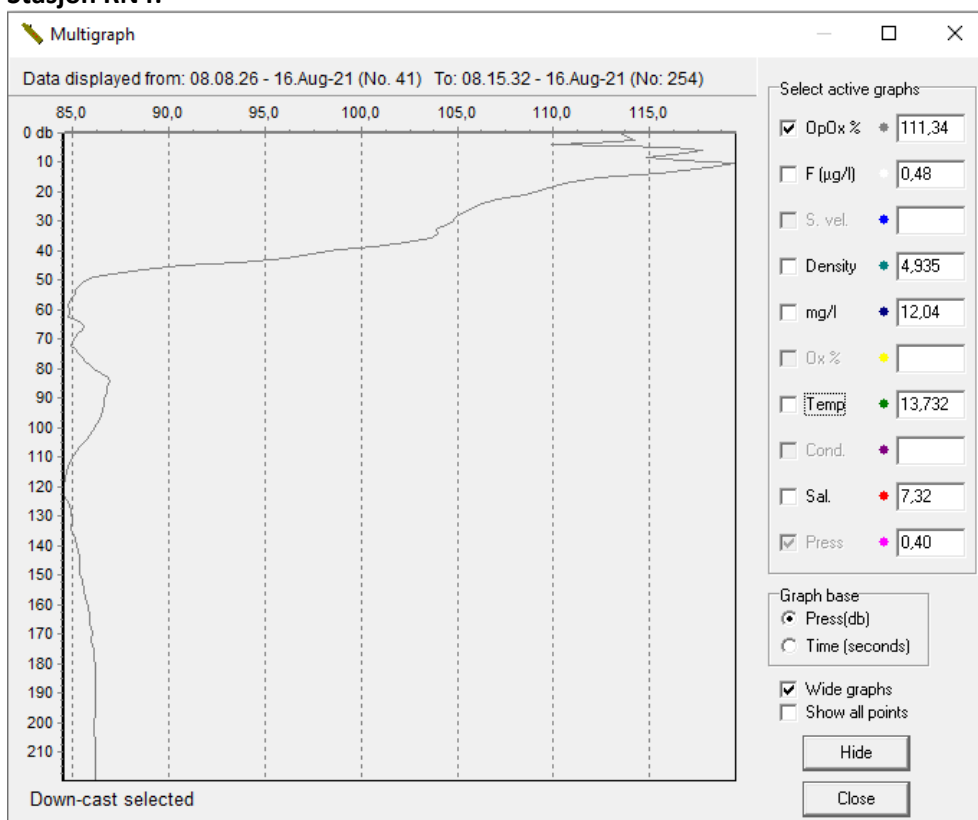 Multigraph
Data displayed from: 08.08.26 - 16.Aug-21 (No. 41) To: 08.15.32 - 16.Aug-21 (No: 254)
85,0 90,0 95,0 100,0 105,0 110,0 115,0
0 db
10
20
30
40
50
60
70
80
90
100
110
120
130
140
150
160
170
180
190
200
210
Down-cast selected
Select active graphs
OpOx % 111,34
F (µg/l) 0,48
S. vel.
Density 4,935
mg/l 12,04
Ox %
Temp 13,732
Cond.
Sal. 7,32
Press 0,40
Graph base
Press(db)
Time (seconds)
Wide graphs
Show all points
Hide
Close